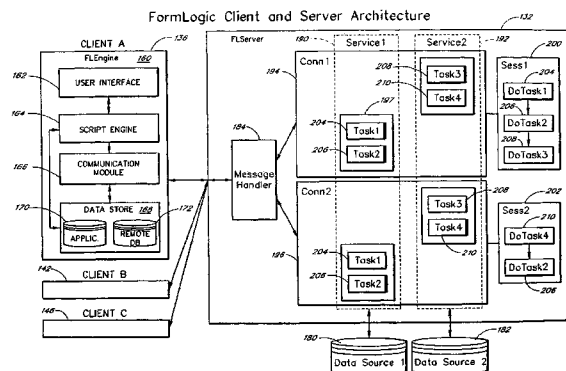 FormLogic Client and Server Architecture
132
CLIENT A
136
FLEngine 160
162
USER INTERFACE
164
SCRIPT ENGINE
166
COMMUNICATION
MODULE
170
DATA STORE 168
172
APPLIC.
REMOTE
DB
142
CLIENT B
146
CLIENT C
FLServer
184
Message
Handler
190
Service1
Service2
192
194
Conn1
208
Task3
210
Task4
197
204
Task1
206
Task2
Sess1
200
204
DoTask1
206
DoTask2
208
DoTask3
196
Conn2
208
Task3
Task4
210
204
Task1
206
Task2
Sess2
202
210
DoTask4
DoTask2
206
180
Data Source 1
182
Data Source 2